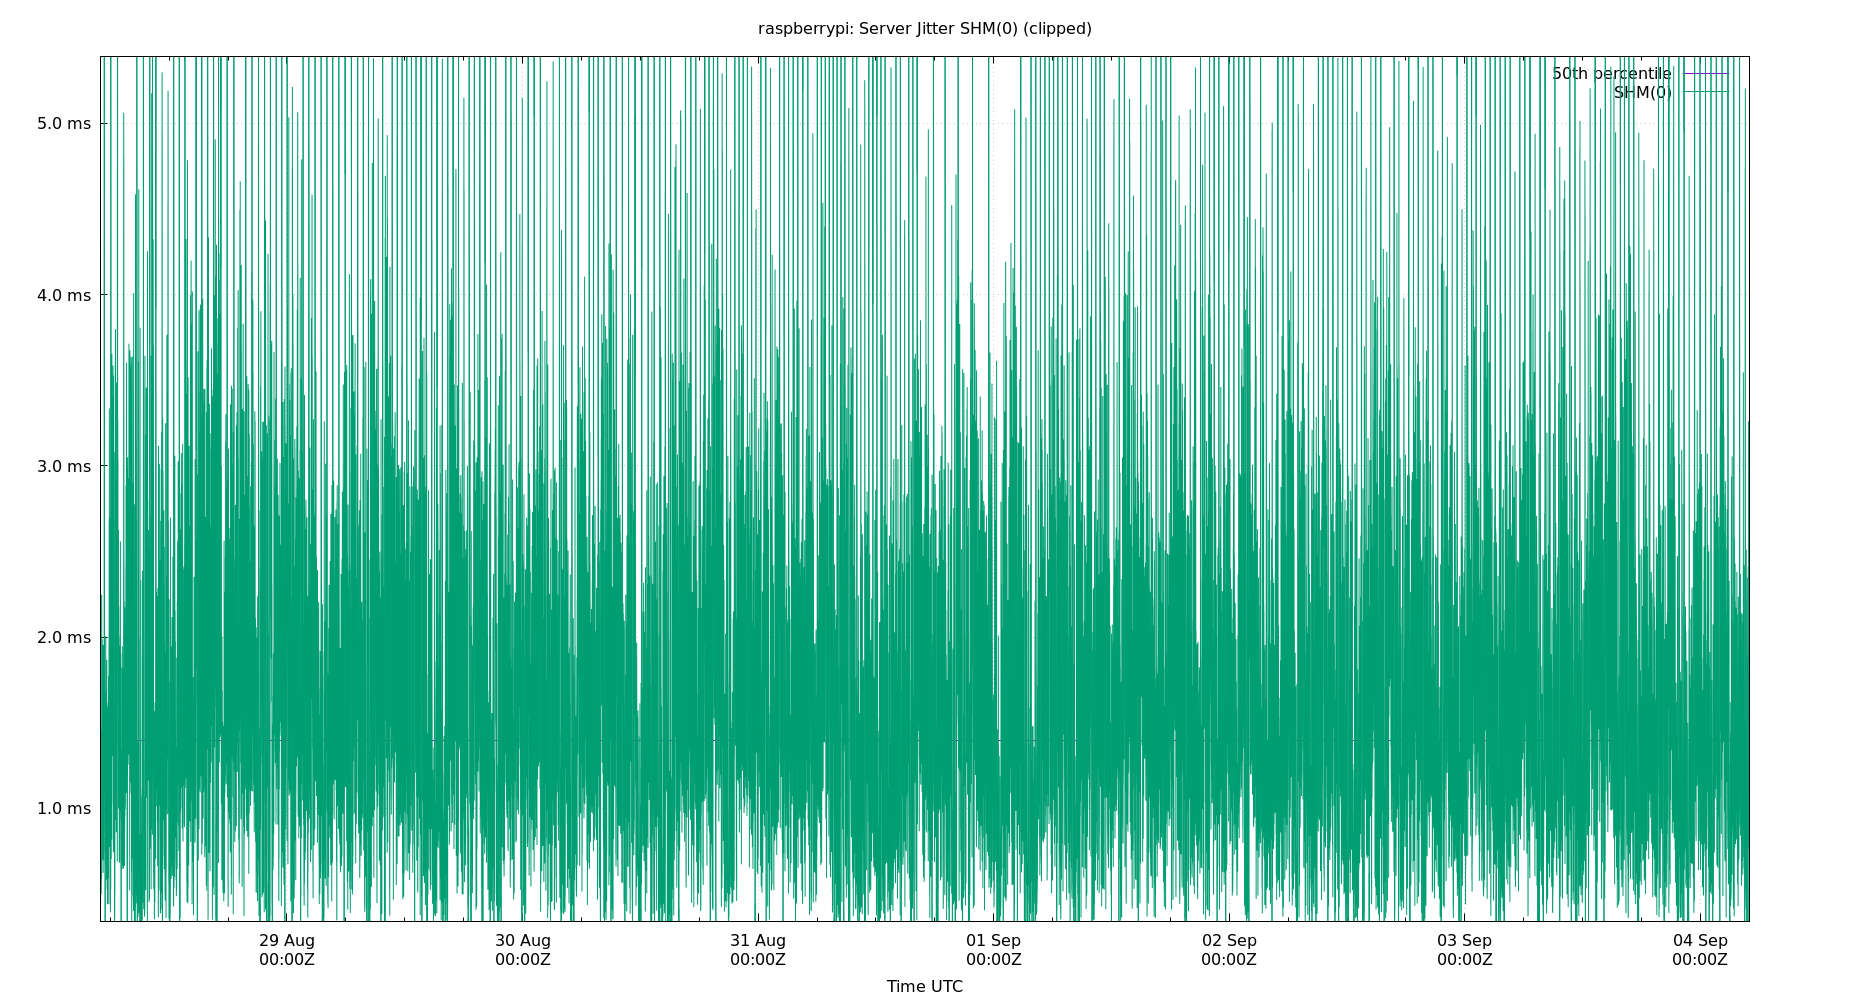 raspberrypi: Server Jitter SHM(0) (clipped)
50th percentile
SHM(0)
5.0 ms
4.0 ms
3.0 ms
2.0 ms
1.0 ms
29 Aug 30 Aug 31 Aug 01 Sep 02 Sep 03 Sep 04 Sep
00:00Z 00:00Z 00:00Z 00:00Z 00:00Z 00:00Z 00:00Z
Time UTC